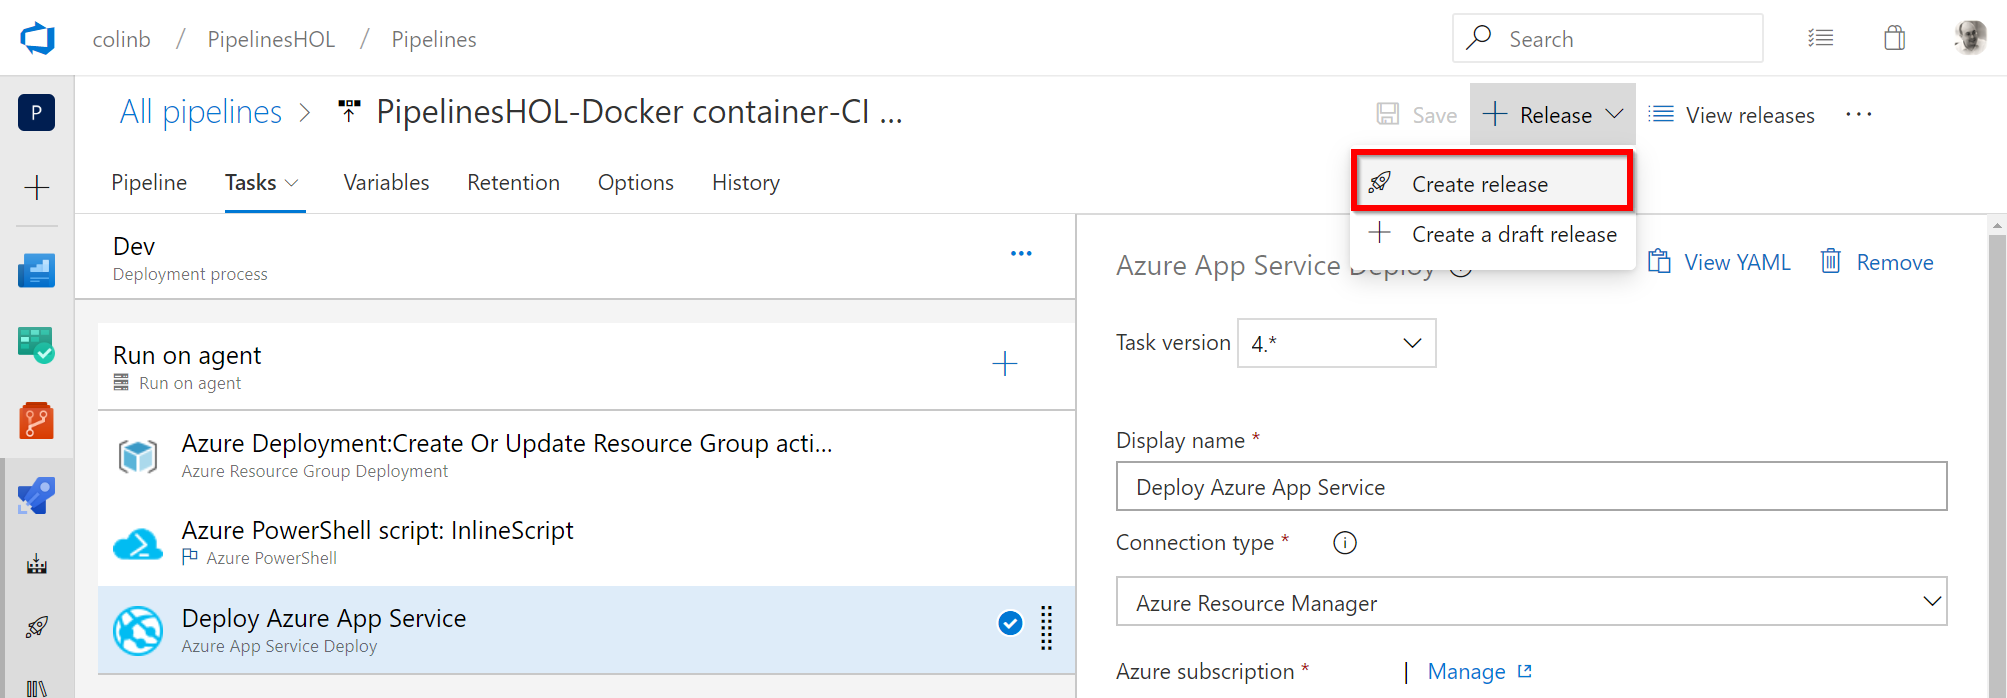 colinb / PipelinesHOL / Pipelines
Search
P
All pipelines > PipelinesHOL-Docker container-CI ...
Save
Release
View releases
...
Pipeline
Tasks
Variables
Retention
Options
History
Create release
Create a draft release
Dev
Deployment process
Run on agent
Run on agent
Azure Deployment:Create Or Update Resource Group acti...
Azure Resource Group Deployment
Azure PowerShell script: InlineScript
Azure PowerShell
Deploy Azure App Service
Azure App Service Deploy
Azure App Service Deploy
View YAML
Remove
Task version 4.*
Display name *
Deploy Azure App Service
Connection type *
Azure Resource Manager
Azure subscription * | Manage